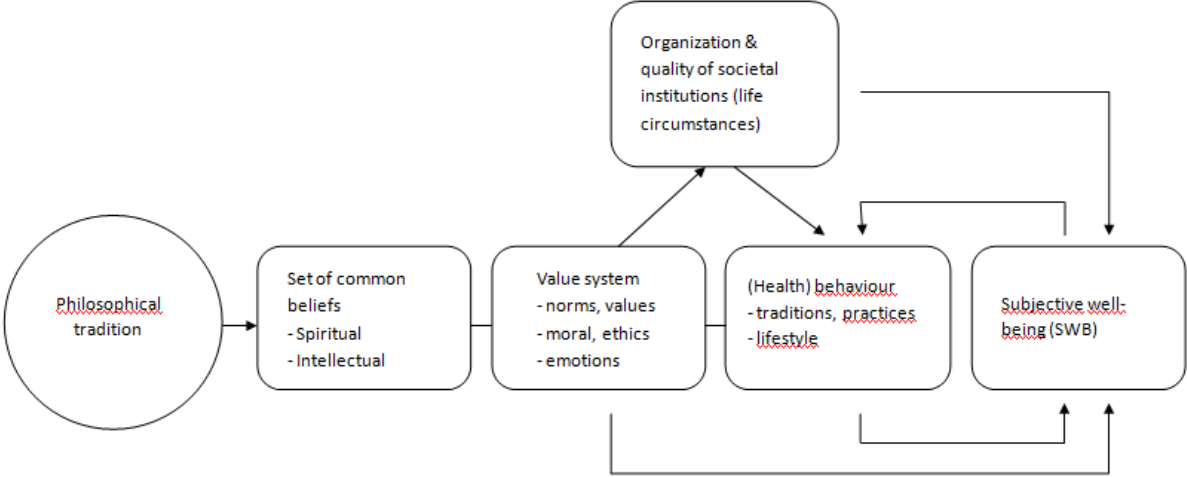 Organization &
quality of societal
institutions (life
circumstances)
Philosophical
tradition
Set of common
beliefs
- Spiritual
- Intellectual
Value system
- norms, values
- moral, ethics
- emotions
(Health) behaviour
- traditions, practices
- lifestyle
Subjective well-
being (SWB)